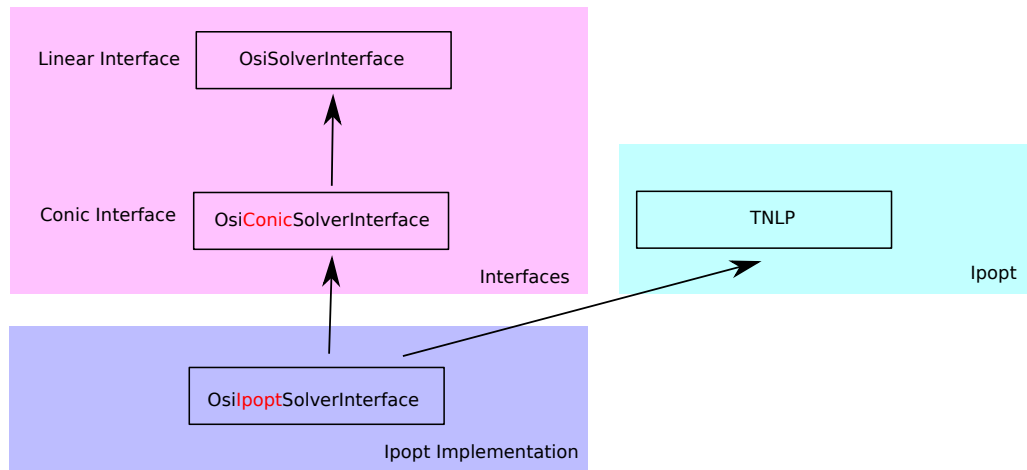 Linear Interface
OsiSolverInterface
Conic Interface
OsiConicSolverInterface
TNLP
Interfaces
Ipopt
OsiIpoptSolverInterface
Ipopt Implementation